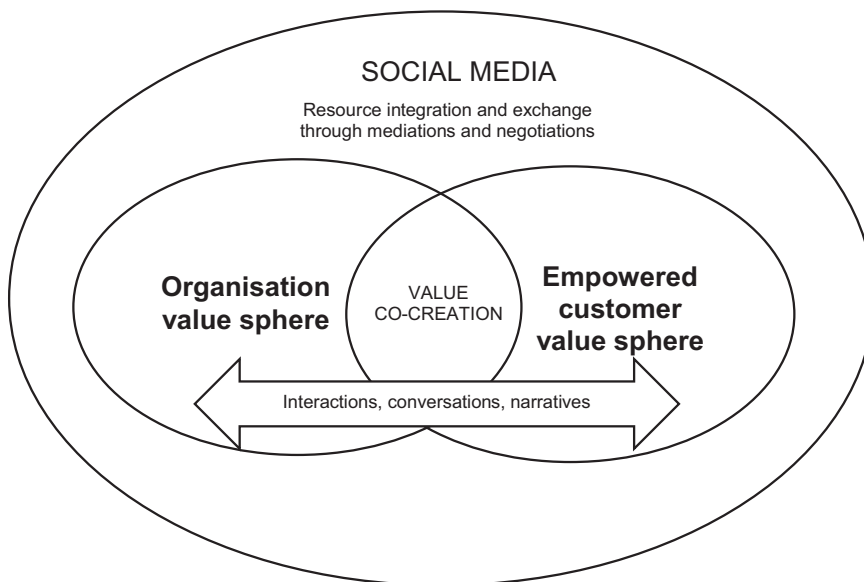 SOCIAL MEDIA
Resource integration and exchange
through mediations and negotiations
Organisation
value sphere
VALUE
CO-CREATION
Empowered
customer
value sphere
Interactions, conversations, narratives